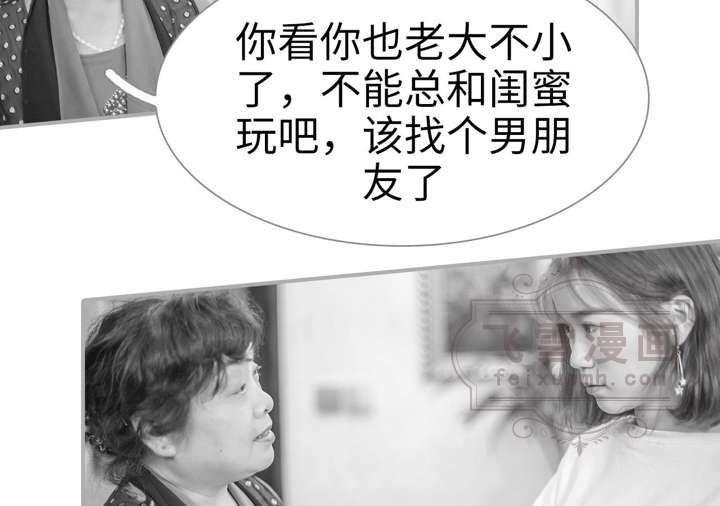 你看你也老大不小
了，不能总和闺蜜
玩吧，该找个男朋
友了
飞雪漫画
feixuemh.com